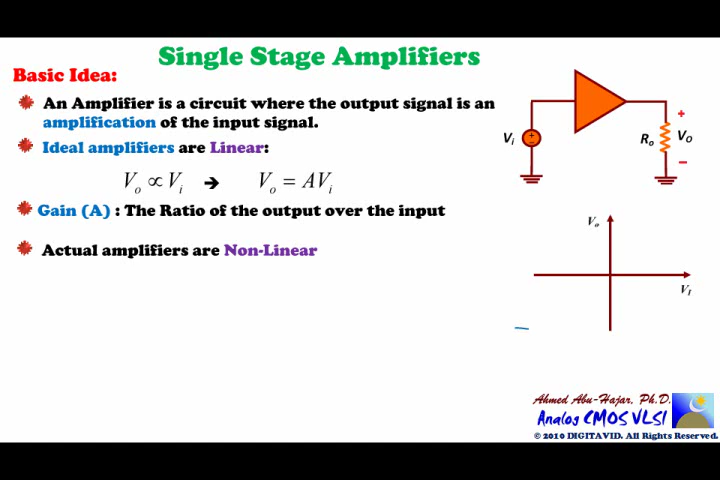 Single Stage Amplifiers
Basic Idea:
An Amplifier is a circuit where the output signal is an
amplification of the input signal.
Ideal amplifiers are Linear:
Vo ∝ Vi ➔ Vo = AVi
Gain (A) : The Ratio of the output over the input
Actual amplifiers are Non-Linear
Vi
Ro
+
VO
−
Vo
VI
Ahmed Abu-Hajar, Ph.D.
Analog CMOS VLSI
© 2010 DIGITAVID. All Rights Reserved.